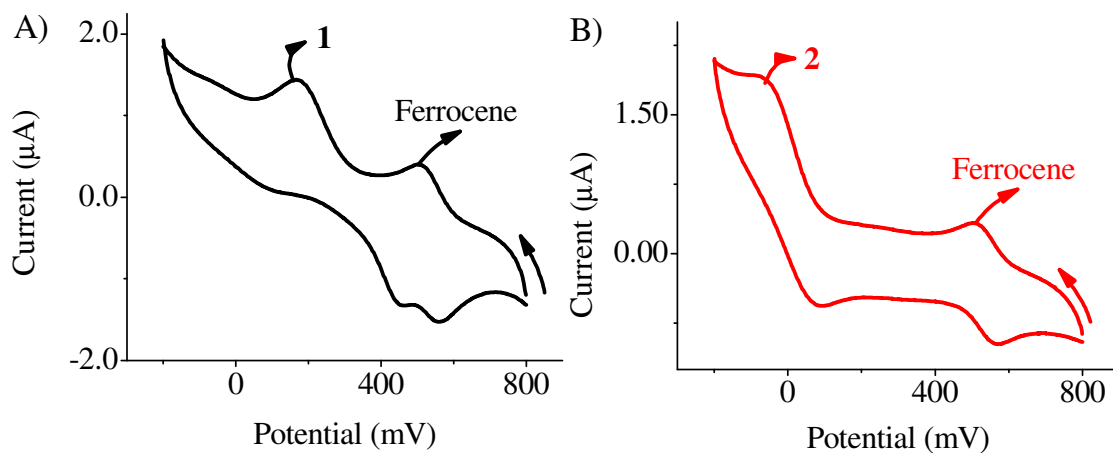 A)
2.0
1
Ferrocene
0.0
-2.0
0
400
800
Current (μA)
Potential (mV)
B)
2
1.50
Ferrocene
0.00
0
400
800
Current (μA)
Potential (mV)